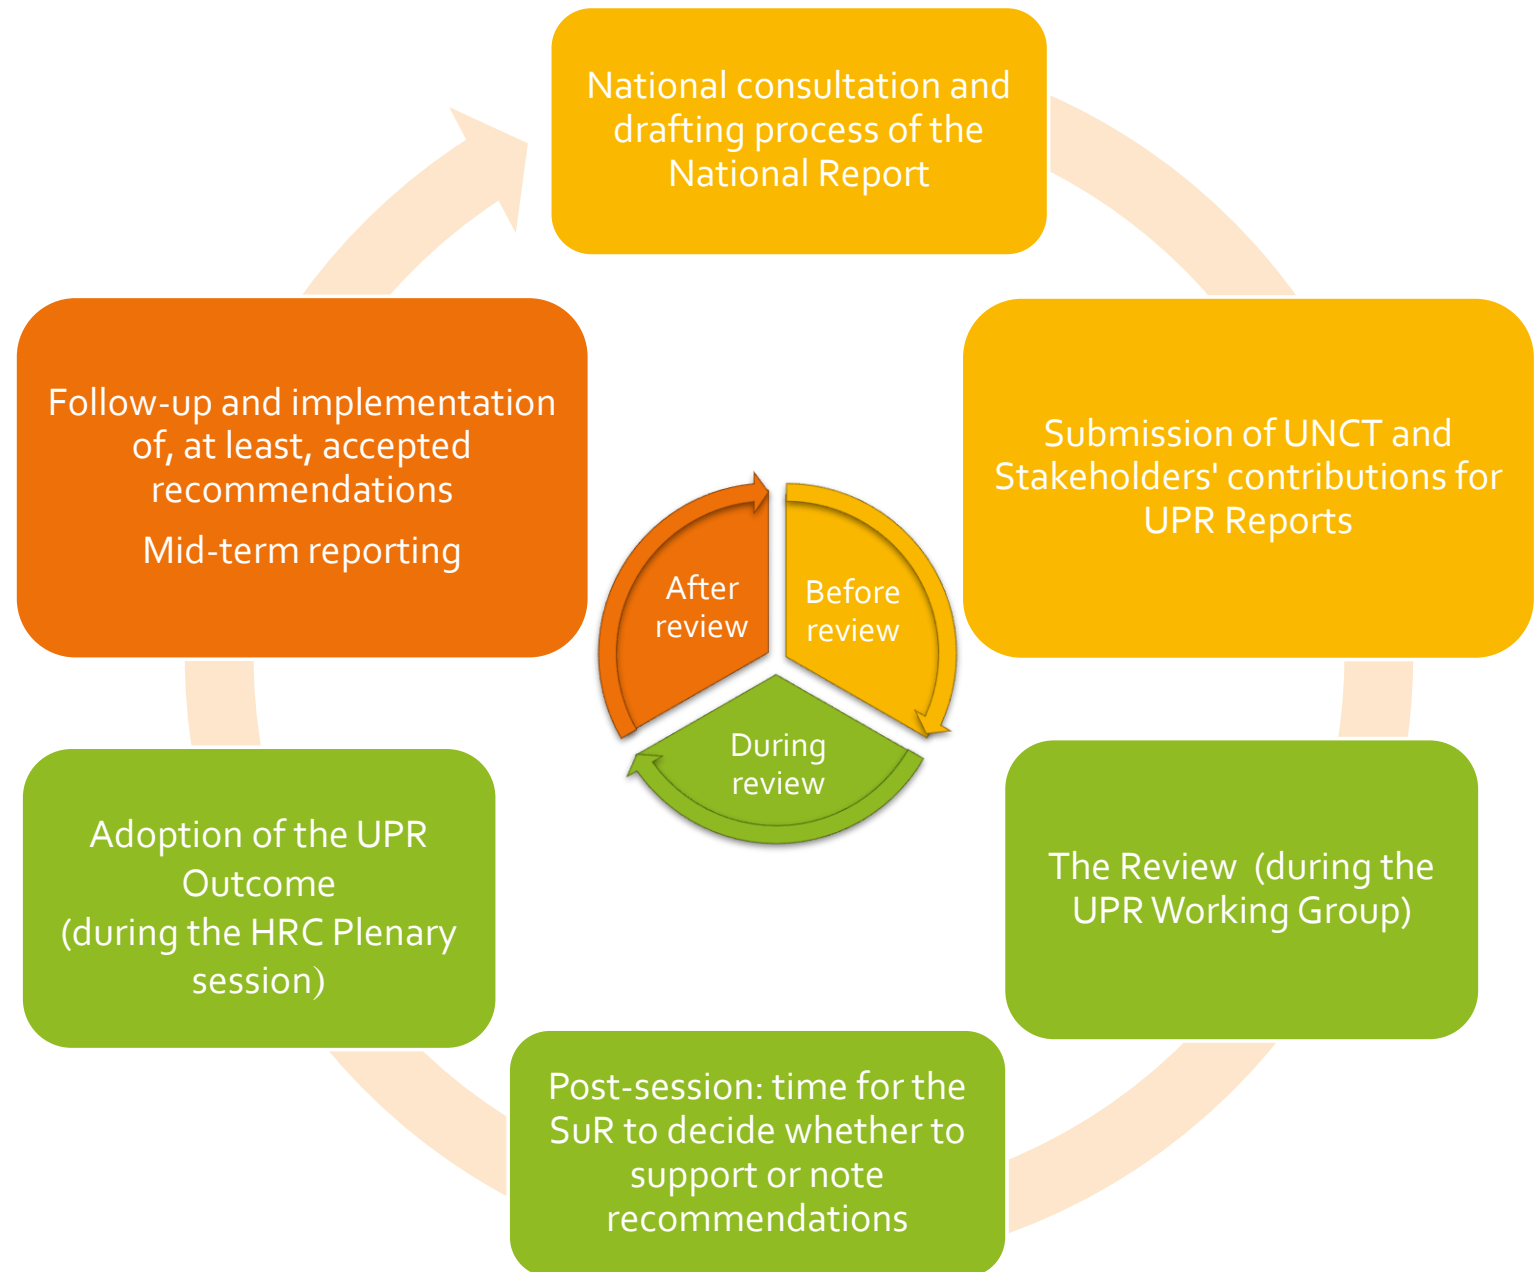 National consultation and
drafting process of the
National Report
Submission of UNCT and
Stakeholders' contributions for
UPR Reports
The Review (during the
UPR Working Group)
Post-session: time for the
SuR to decide whether to
support or note
recommendations
Adoption of the UPR
Outcome
(during the HRC Plenary
session)
Follow-up and implementation
of, at least, accepted
recommendations
Mid-term reporting
Before
review
During
review
After
review